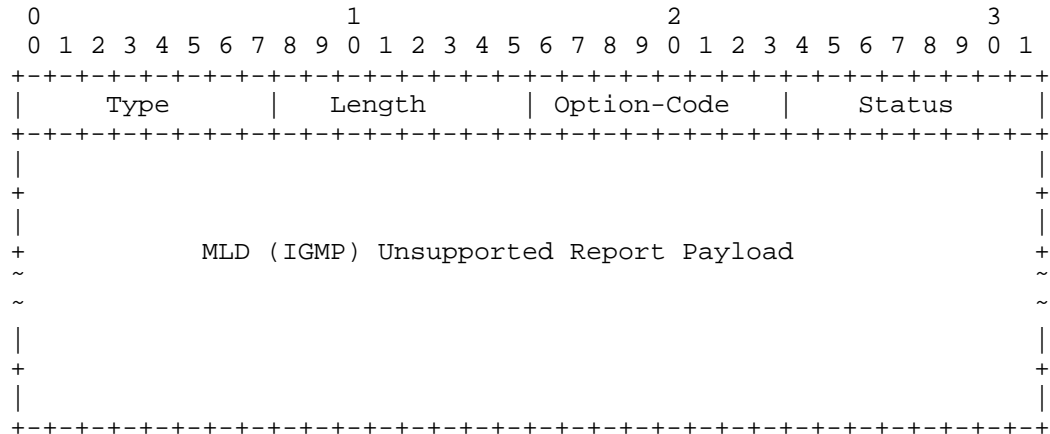 0                   1                   2                   3
 0 1 2 3 4 5 6 7 8 9 0 1 2 3 4 5 6 7 8 9 0 1 2 3 4 5 6 7 8 9 0 1
+-+-+-+-+-+-+-+-+-+-+-+-+-+-+-+-+-+-+-+-+-+-+-+-+-+-+-+-+-+-+-+-+
|     Type      |    Length     |  Option-Code  |    Status     |
+-+-+-+-+-+-+-+-+-+-+-+-+-+-+-+-+-+-+-+-+-+-+-+-+-+-+-+-+-+-+-+-+
|                                                               |
+                                                               +
|                                                               |
+           MLD (IGMP) Unsupported Report Payload               +
~                                                               ~
~                                                               ~
|                                                               |
+                                                               +
|                                                               |
+-+-+-+-+-+-+-+-+-+-+-+-+-+-+-+-+-+-+-+-+-+-+-+-+-+-+-+-+-+-+-+-+